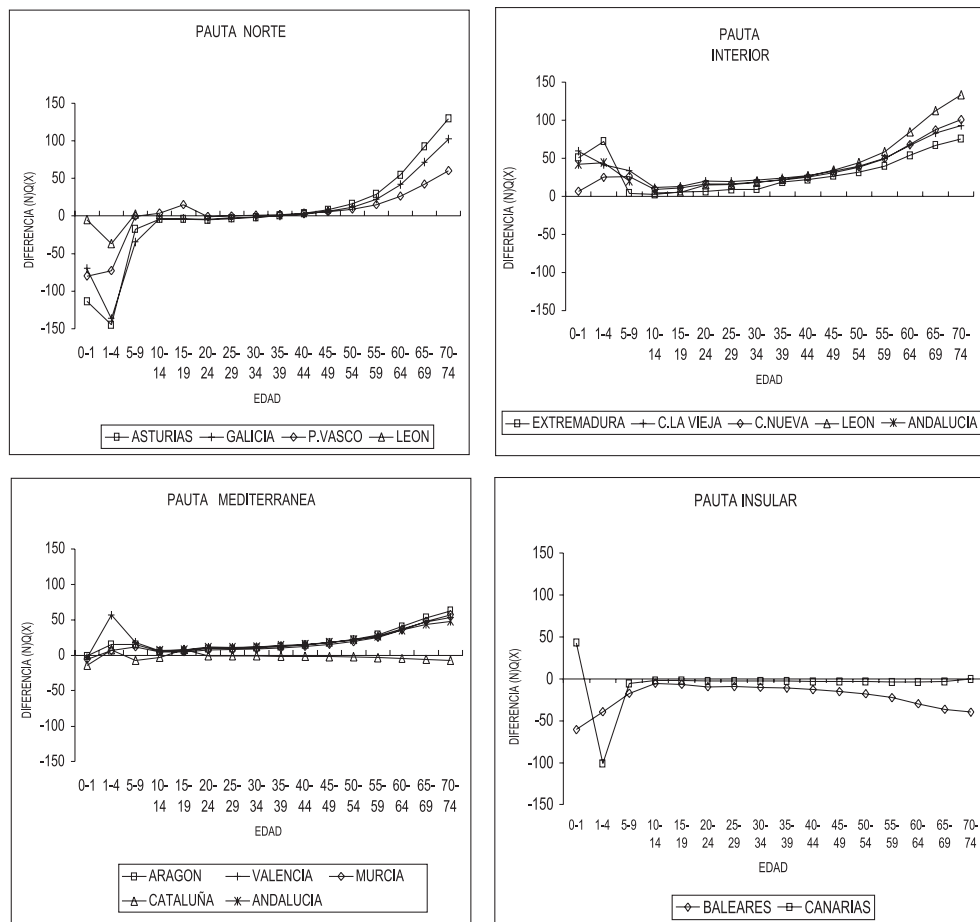 PAUTA NORTE
DIFERENCIA (N)Q(X)
150
100
50
0
-50
-100
-150
0-1 1-4 5-9 10- 15- 20- 25- 30- 35- 40- 45- 50- 55- 60- 65- 70-
14 19 24 29 34 39 44 49 54 59 64 69 74
EDAD
ASTURIAS GALICIA P.VASCO LEON
PAUTA
INTERIOR
DIFERENCIA (N)Q(X)
150
100
50
0
-50
-100
-150
0-1 1-4 5-9 10- 15- 20- 25- 30- 35- 40- 45- 50- 55- 60- 65- 70-
14 19 24 29 34 39 44 49 54 59 64 69 74
EDAD
EXTREMADURA C.LA VIEJA C.NUEVA LEON ANDALUCIA
PAUTA MEDITERRANEA
DIFERENCIA (N)Q(X)
150
100
50
0
-50
-100
-150
0-1 1-4 5-9 10- 15- 20- 25- 30- 35- 40- 45- 50- 55- 60- 65- 70-
14 19 24 29 34 39 44 49 54 59 64 69 74
EDAD
ARAGON VALENCIA MURCIA
CATALUÑA ANDALUCIA
PAUTA INSULAR
DIFERENCIA (N)Q(X)
150
100
50
0
-50
-100
-150
0-1 1-4 5-9 10- 15- 20- 25- 30- 35- 40- 45- 50- 55- 60- 65- 70-
14 19 24 29 34 39 44 49 54 59 64 69 74
EDAD
BALEARES CANARIAS